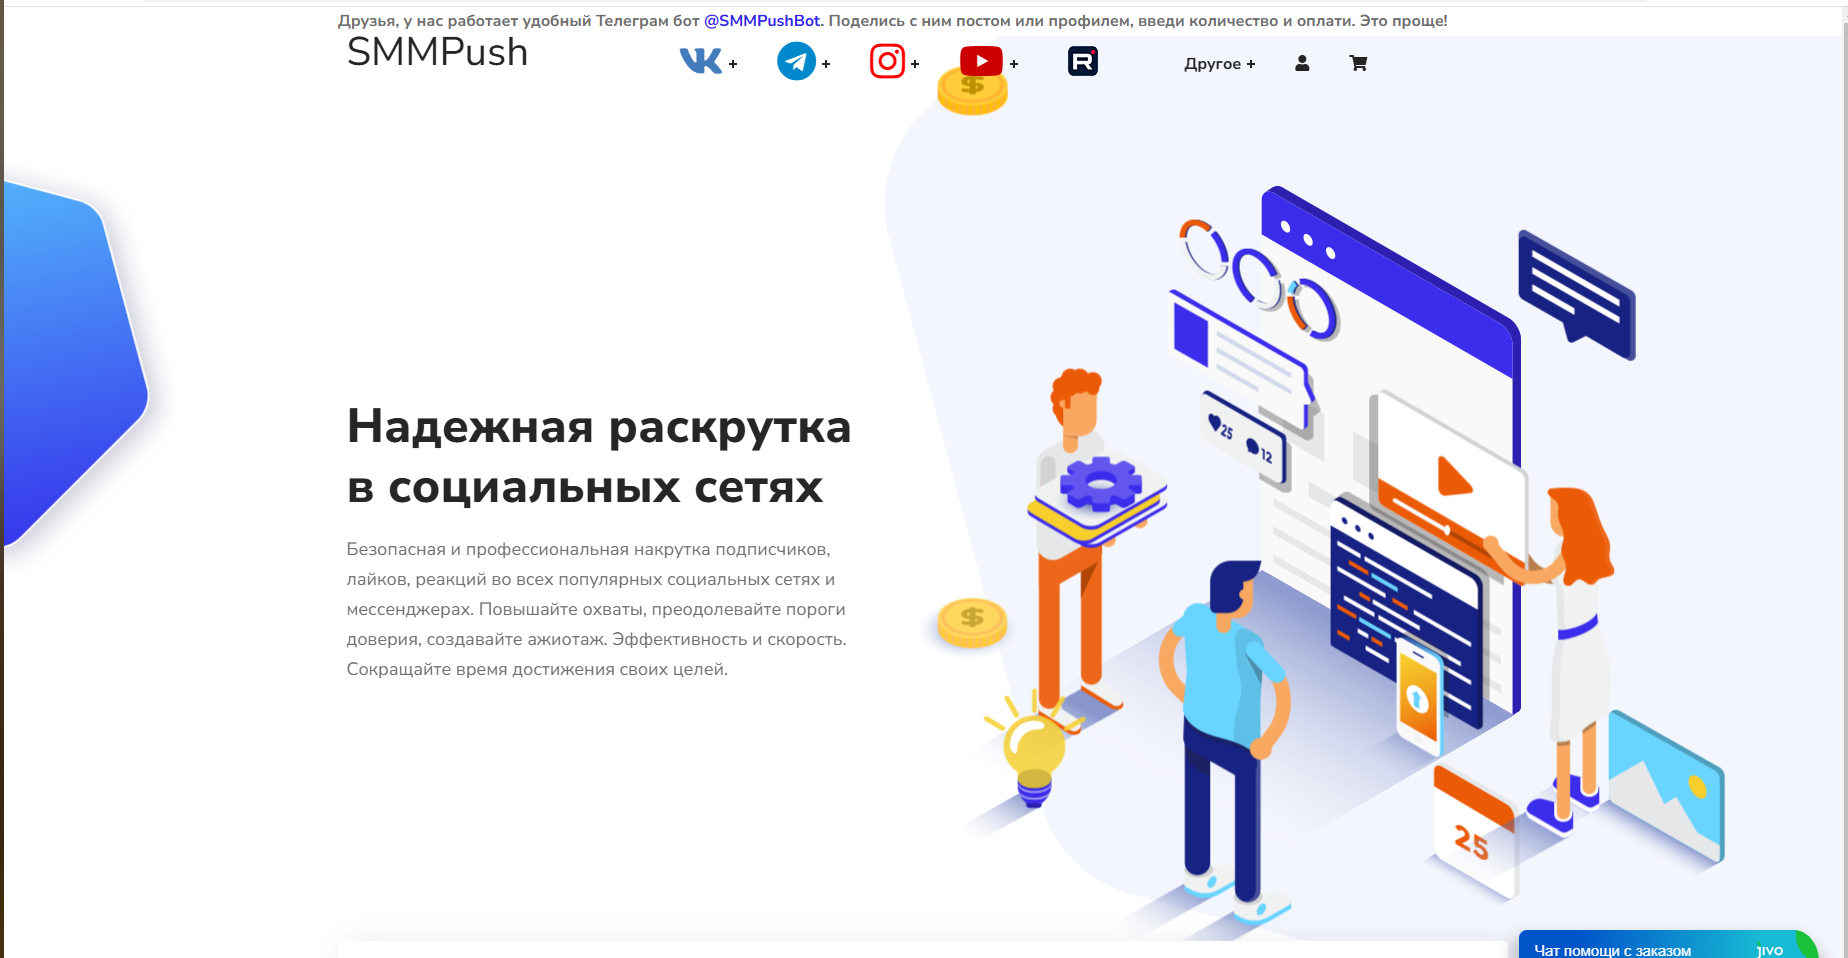 Друзья, у нас работает удобный Телеграм бот @SMMPushBot. Поделись с ним постом или профилем, введи количество и оплати. Это проще!
SMMPush
VK +
+
+
+
R
Другое +
Надежная раскрутка
в социальных сетях
Безопасная и профессиональная накрутка подписчиков,
лайков, реакций во всех популярных социальных сетях и
мессенджерах. Повышайте охваты, преодолевайте пороги
доверия, создавайте ажиотаж. Эффективность и скорость.
Сокращайте время достижения своих целей.
$
$
25
12
25
Чат помощи с заказом
jivo